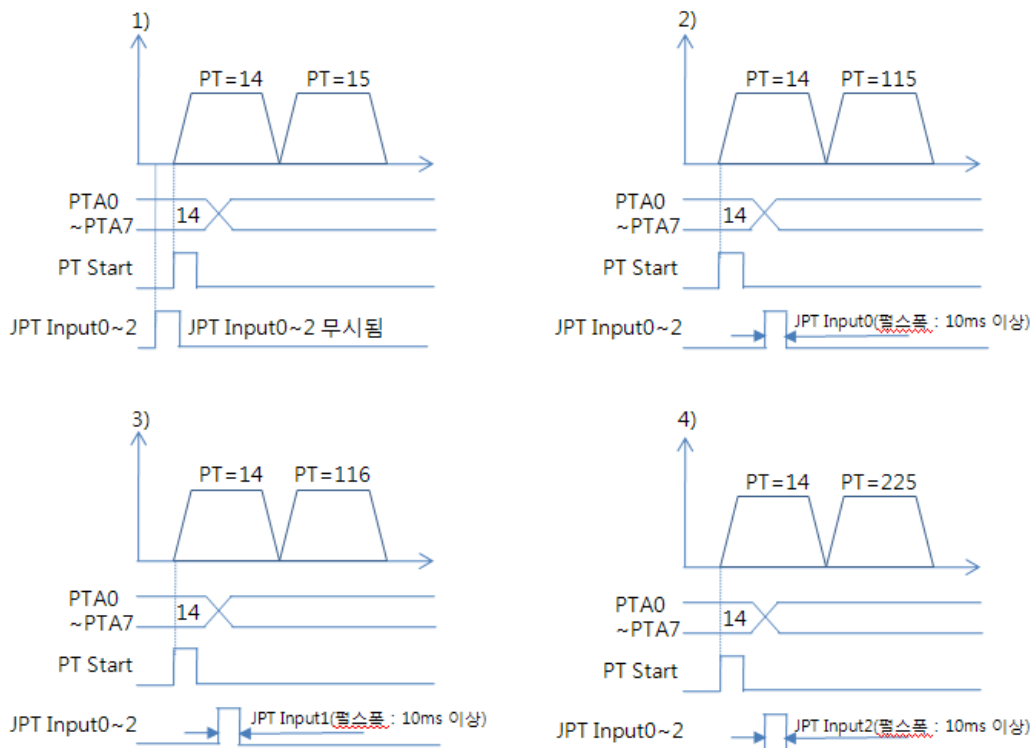 1)
PT=14 PT=15
PTA0
~PTA7
14
PT Start
JPT Input0~2
JPT Input0~2 무시됨
2)
PT=14 PT=115
PTA0
~PTA7
14
PT Start
JPT Input0~2
JPT Input0(펄스폭 : 10ms 이상)
3)
PT=14 PT=116
PTA0
~PTA7
14
PT Start
JPT Input0~2
JPT Input1(펄스폭 : 10ms 이상)
4)
PT=14 PT=225
PTA0
~PTA7
14
PT Start
JPT Input0~2
JPT Input2(펄스폭 : 10ms 이상)